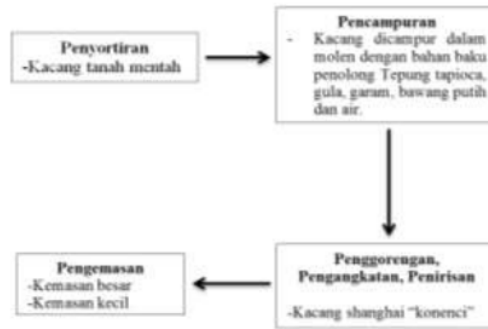 Penyortiran
-Kacang tanah mentah
Pencampuran
- Kacang dicampur dalam
molen dengan bahan baku
penolong Tepung tapioca,
gula, garam, bawang putih
dan air.
Penggorengan,
Pengangkatan, Penirisan
-Kacang shanghai “konenci”
Pengemasan
-Kemasan besar
-Kemasan kecil